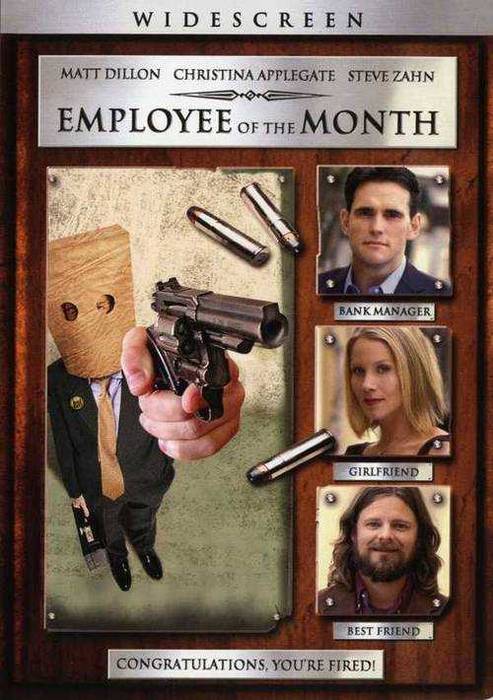 WIDESCREEN
MATT DILLON CHRISTINA APPLEGATE STEVE ZAHN
EMPLOYEE OF THE MONTH
BANK MANAGER
GIRLFRIEND
BEST FRIEND
CONGRATULATIONS, YOU'RE FIRED!